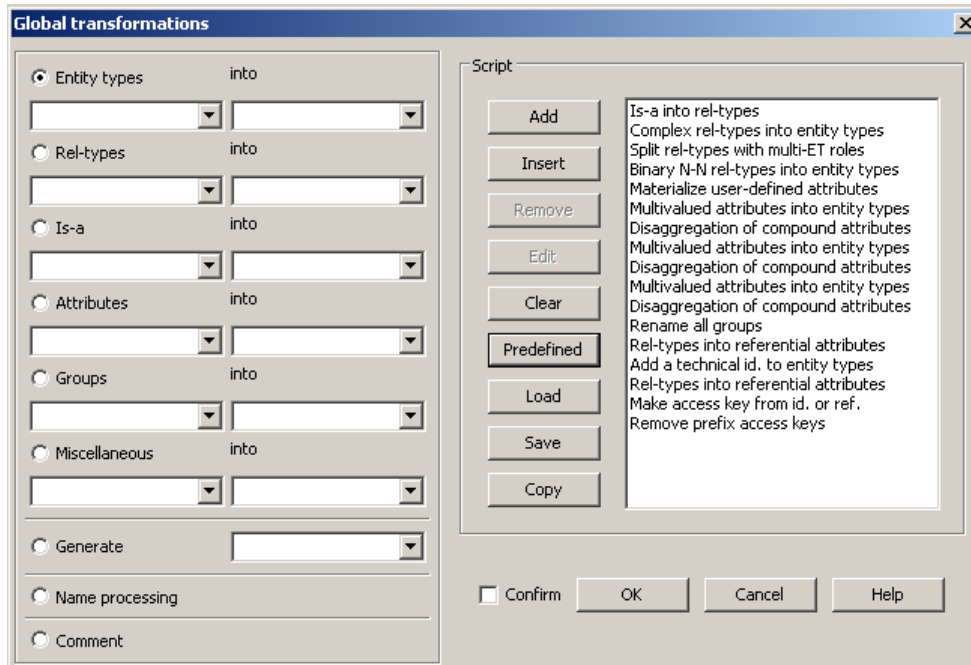 Global transformations
Entity types into
Rel-types into
Is-a into
Attributes into
Groups into
Miscellaneous into
Generate
Name processing
Comment
Script
Add
Insert
Remove
Edit
Clear
Predefined
Load
Save
Copy
Is-a into rel-types
Complex rel-types into entity types
Split rel-types with multi-ET roles
Binary N-N rel-types into entity types
Materialize user-defined attributes
Multivalued attributes into entity types
Disaggregation of compound attributes
Multivalued attributes into entity types
Disaggregation of compound attributes
Multivalued attributes into entity types
Disaggregation of compound attributes
Rename all groups
Rel-types into referential attributes
Add a technical id. to entity types
Rel-types into referential attributes
Make access key from id. or ref.
Remove prefix access keys
Confirm OK Cancel Help